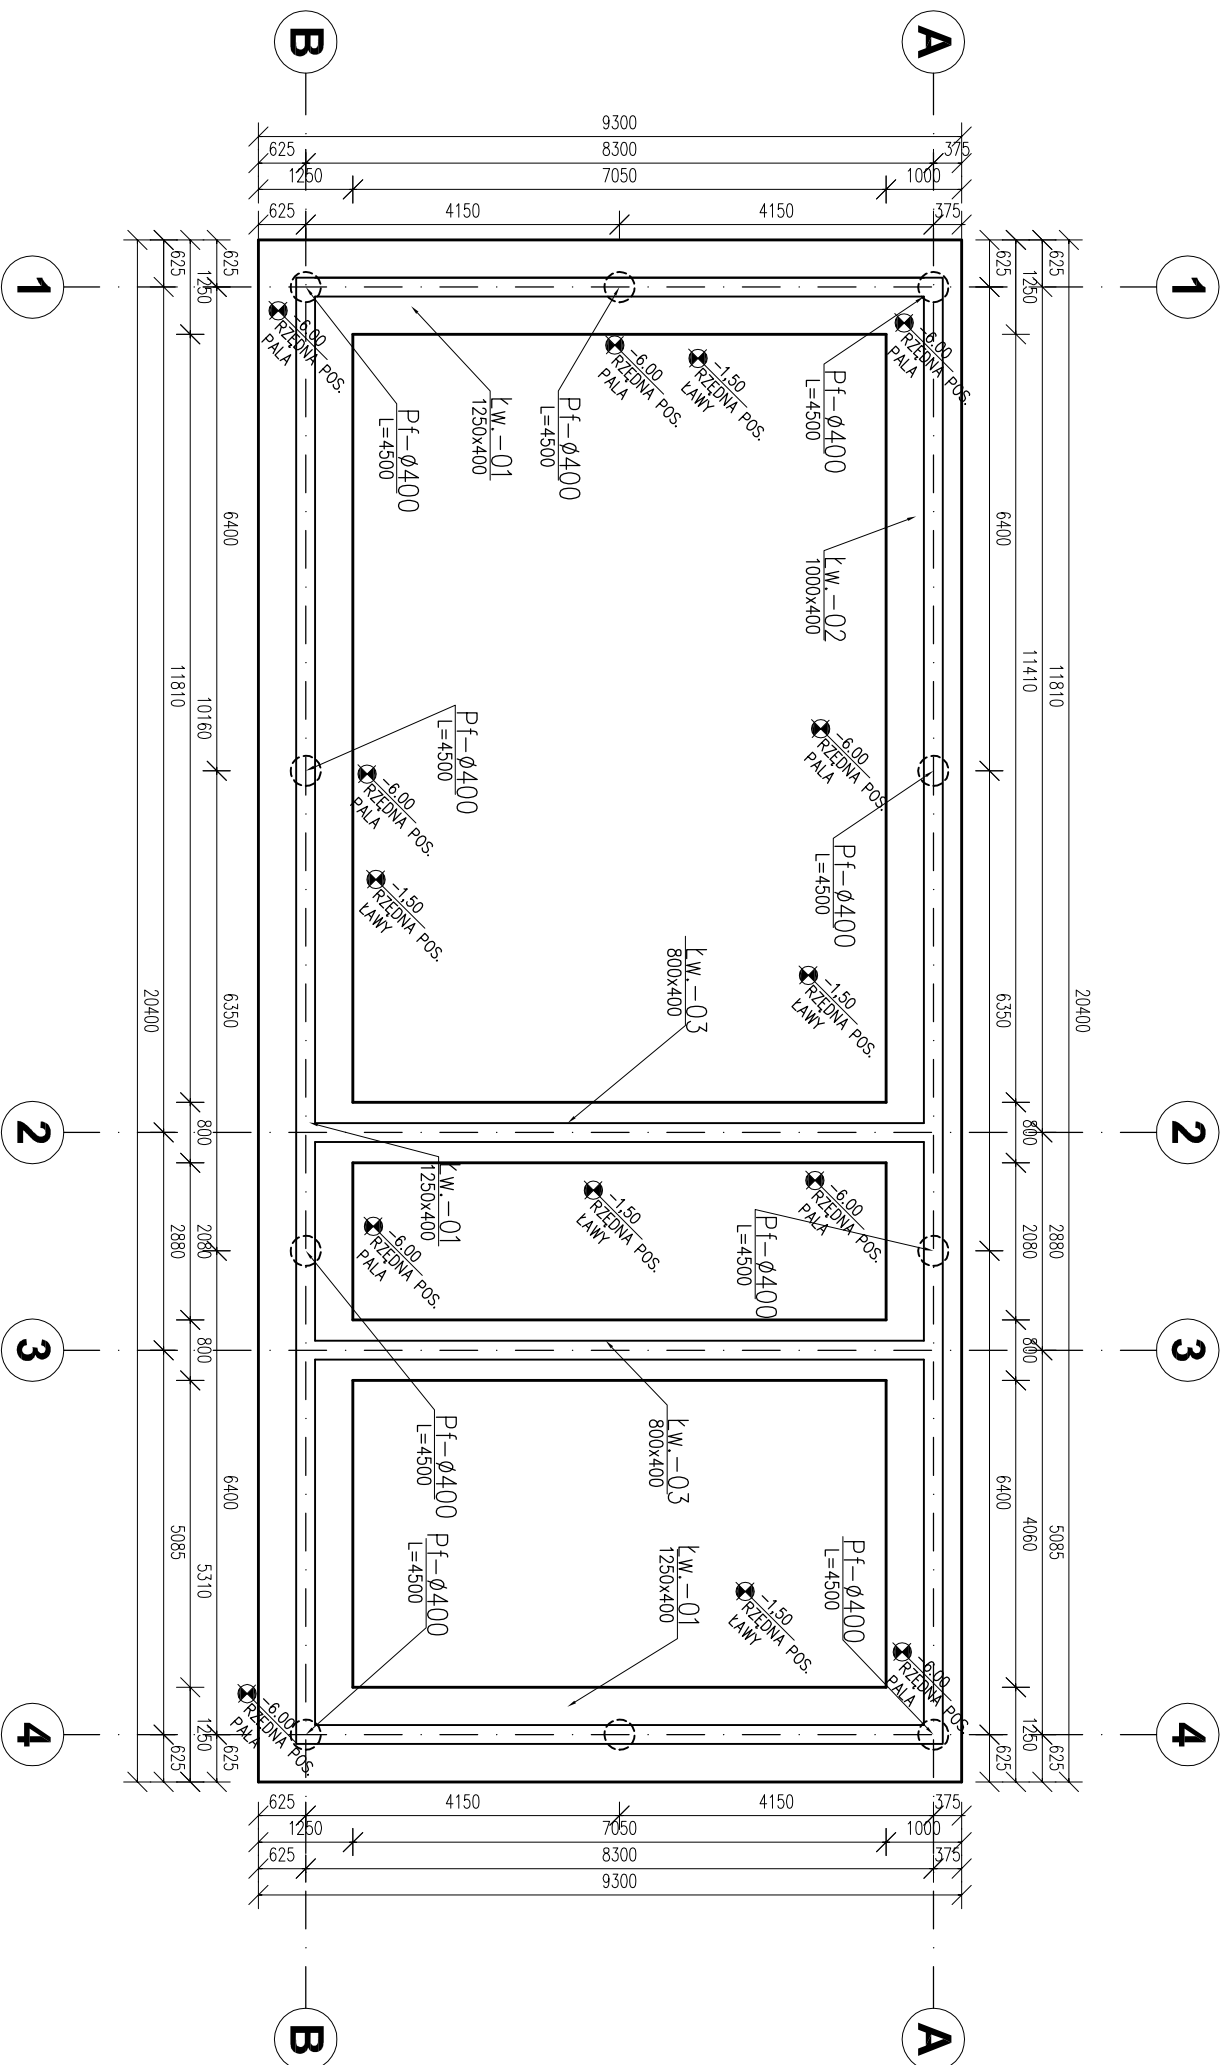 B
A
9300
625
8300
375
1250
7050
1000
625
4150
4150
375
625
1250
625
625
1250
625
1
1
-6.00
RZĘDNA POS.
PALA
-6.00
RZĘDNA POS.
PALA
-1,50
RZĘDNA POS.
ŁAWY
-6.00
RZĘDNA POS.
PALA
Pf-ø400
L=4500
Ł.w.-01
1250x400
Pf-ø400
L=4500
Pf-ø400
L=4500
6400
6400
Ł.w.-02
1000x400
11810
10160
11410
11810
Pf-ø400
L=4500
-6.00
RZĘDNA POS.
PALA
-6.00
RZĘDNA POS.
PALA
Pf-ø400
L=4500
-1,50
RZĘDNA POS.
ŁAWY
Ł.w.-03
800x400
-1,50
RZĘDNA POS.
ŁAWY
20400
6350
6350
20400
2
800
800
2
Ł.w.-01
1250x400
-1,50
RZĘDNA POS.
ŁAWY
-6.00
RZĘDNA POS.
PALA
-6.00
RZĘDNA POS.
PALA
Pf-ø400
L=4500
2880
2080
2080
2880
3
800
800
3
Pf-ø400
L=4500
Ł.w.-03
800x400
6400
6400
5085
5310
4060
5085
Pf-ø400
L=4500
Ł.w.-01
1250x400
-1,50
RZĘDNA POS.
ŁAWY
Pf-ø400
L=4500
-6.00
RZĘDNA POS.
PALA
-6.00
RZĘDNA POS.
PALA
4
625
1250
625
625
1250
625
4
625
4150
4150
375
1250
7050
1000
625
8300
375
9300
B
A